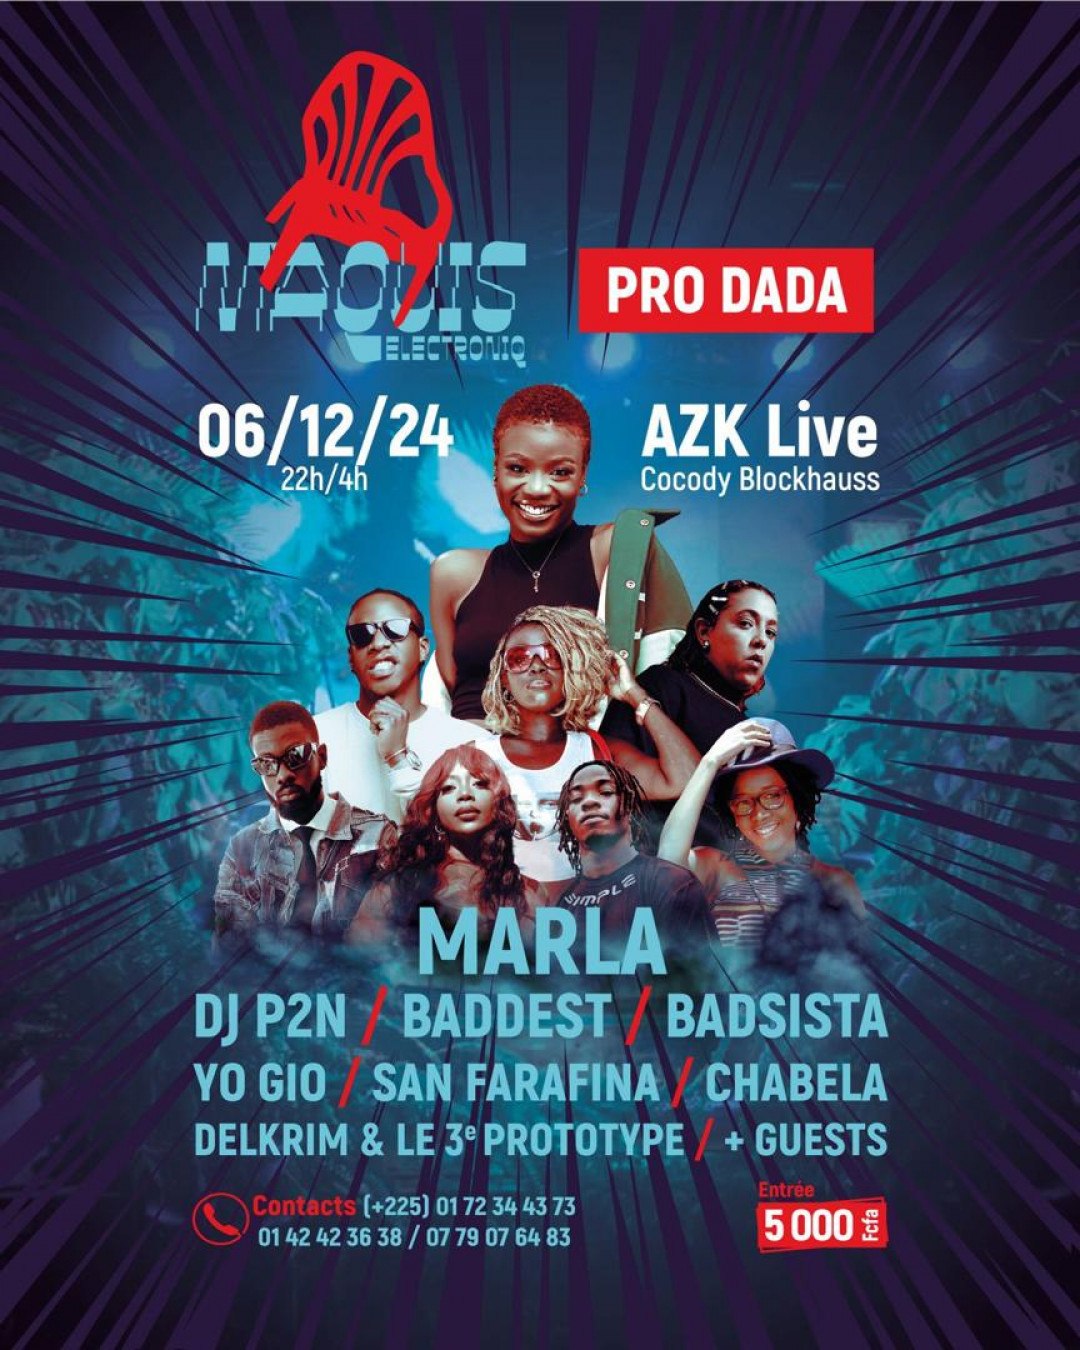 MAQUIS
ELECTRONIQ
PRO DADA
06/12/24
22h/4h
AZK Live
Cocody Blockhauss
SIMPLE
MARLA
DJ P2N / BADDEST / BADSISTA
YO GIO / SAN FARAFINA / CHABELA
DELKRIM & LE 3e PROTOTYPE / + GUESTS
Contacts (+225) 01 72 34 43 73
01 42 42 36 38 / 07 79 07 64 83
Entrée
5 000 Fcfa